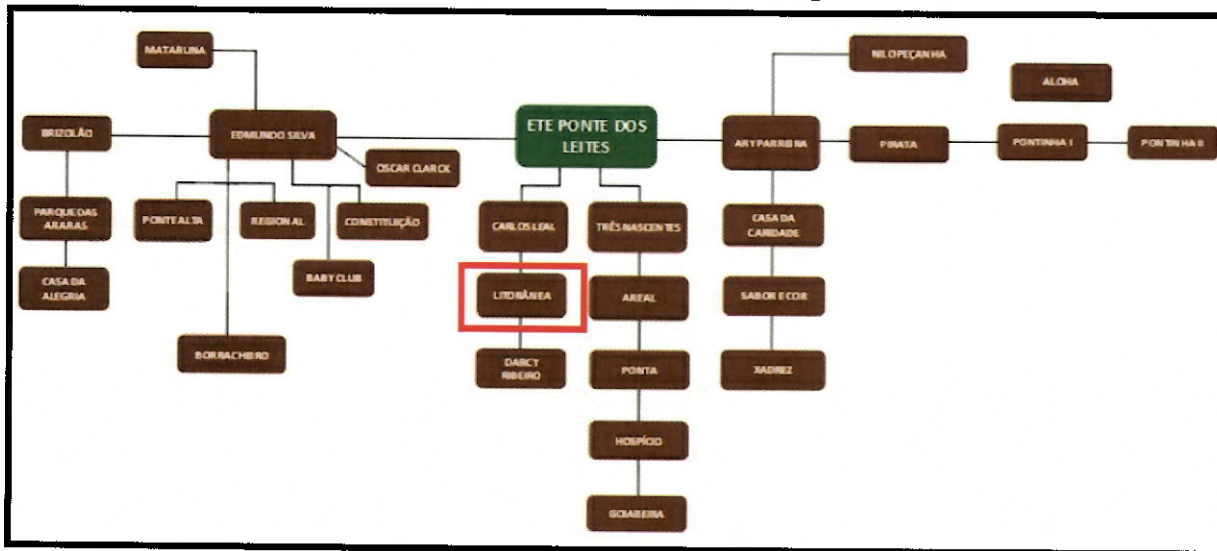 MATARUNA
NILO PEÇANHA
ALOHA
BRIZOLÃO
EDMUNDO SILVA
ETE PONTE DOS
LEITES
ARY PARREIRA
PIRATA
PONTINHA I
PONTINHA II
OSCAR CLARCK
PARQUE DAS
ARARAS
PONTE ALTA
REGIONAL
CONSTITUIÇÃO
CARLOS LEAL
TRÊS NASCENTES
CASA DA
CARIDADE
CASA DA
ALEGRIA
BABY CLUB
LITORÂNEA
AREAL
SABOR E COR
BORRACHEIRO
DARCY
RIBEIRO
PONTA
XADREZ
HOSPÍCIO
GOIABEIRA